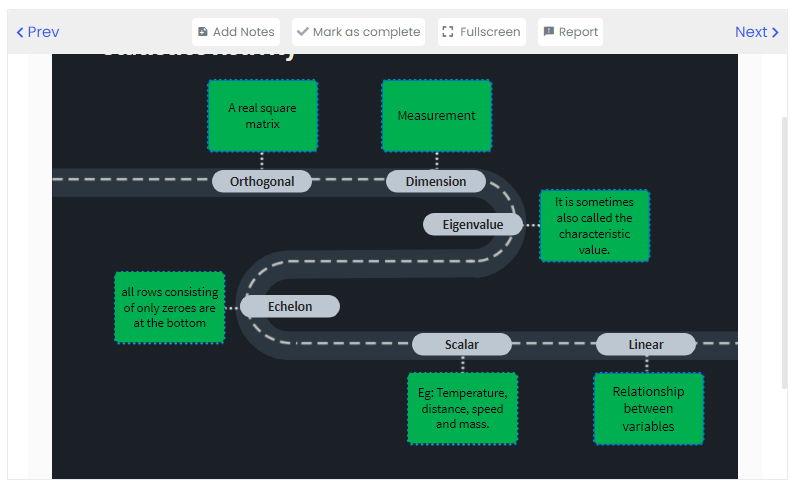 Prev
Add Notes
Mark as complete
Fullscreen
Report
Next
A real square
matrix
Measurement
Orthogonal
Dimension
Eigenvalue
It is sometimes
also called the
characteristic
value.
all rows consisting
of only zeroes are
at the bottom
Echelon
Scalar
Linear
Eg: Temperature,
distance, speed
and mass.
Relationship
between
variables